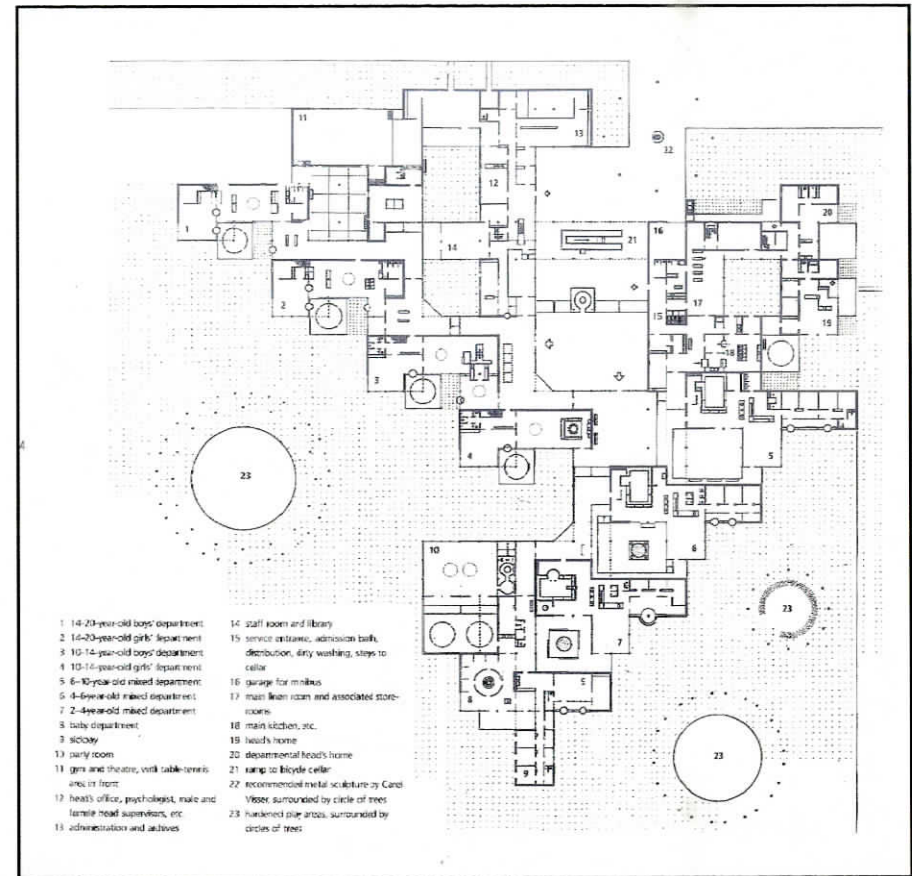 11
13
12
32
20
1
14
21
16
2
17
15
19
18
3
4
5
23
6
10
23
7
8
9
23
9
1 14-20-year-old boys' department
2 14-20-year-old girls' department
3 10-14-year-old boys' department
4 10-14-year-old girls' department
5 6-10-year-old mixed department
6 4-6-year-old mixed department
7 2-4-year-old mixed department
8 baby department
9 sickbay
10 party room
11 gym and theatre, with table-tennis
area in front
12 head's office, psychologist, male and
female head supervisors, etc.
13 administration and archives
14 staff room and library
15 service entrance, admission bath,
distribution, dirty washing, steps to
cellar
16 garage for minibus
17 main linen room and associated store-
rooms
18 main kitchen, etc.
19 head's home
20 departmental head's home
21 ramp to bicycle cellar
22 recommended metal sculpture by Carel
Visser, surrounded by circle of trees
23 hardened play areas, surrounded by
circles of trees